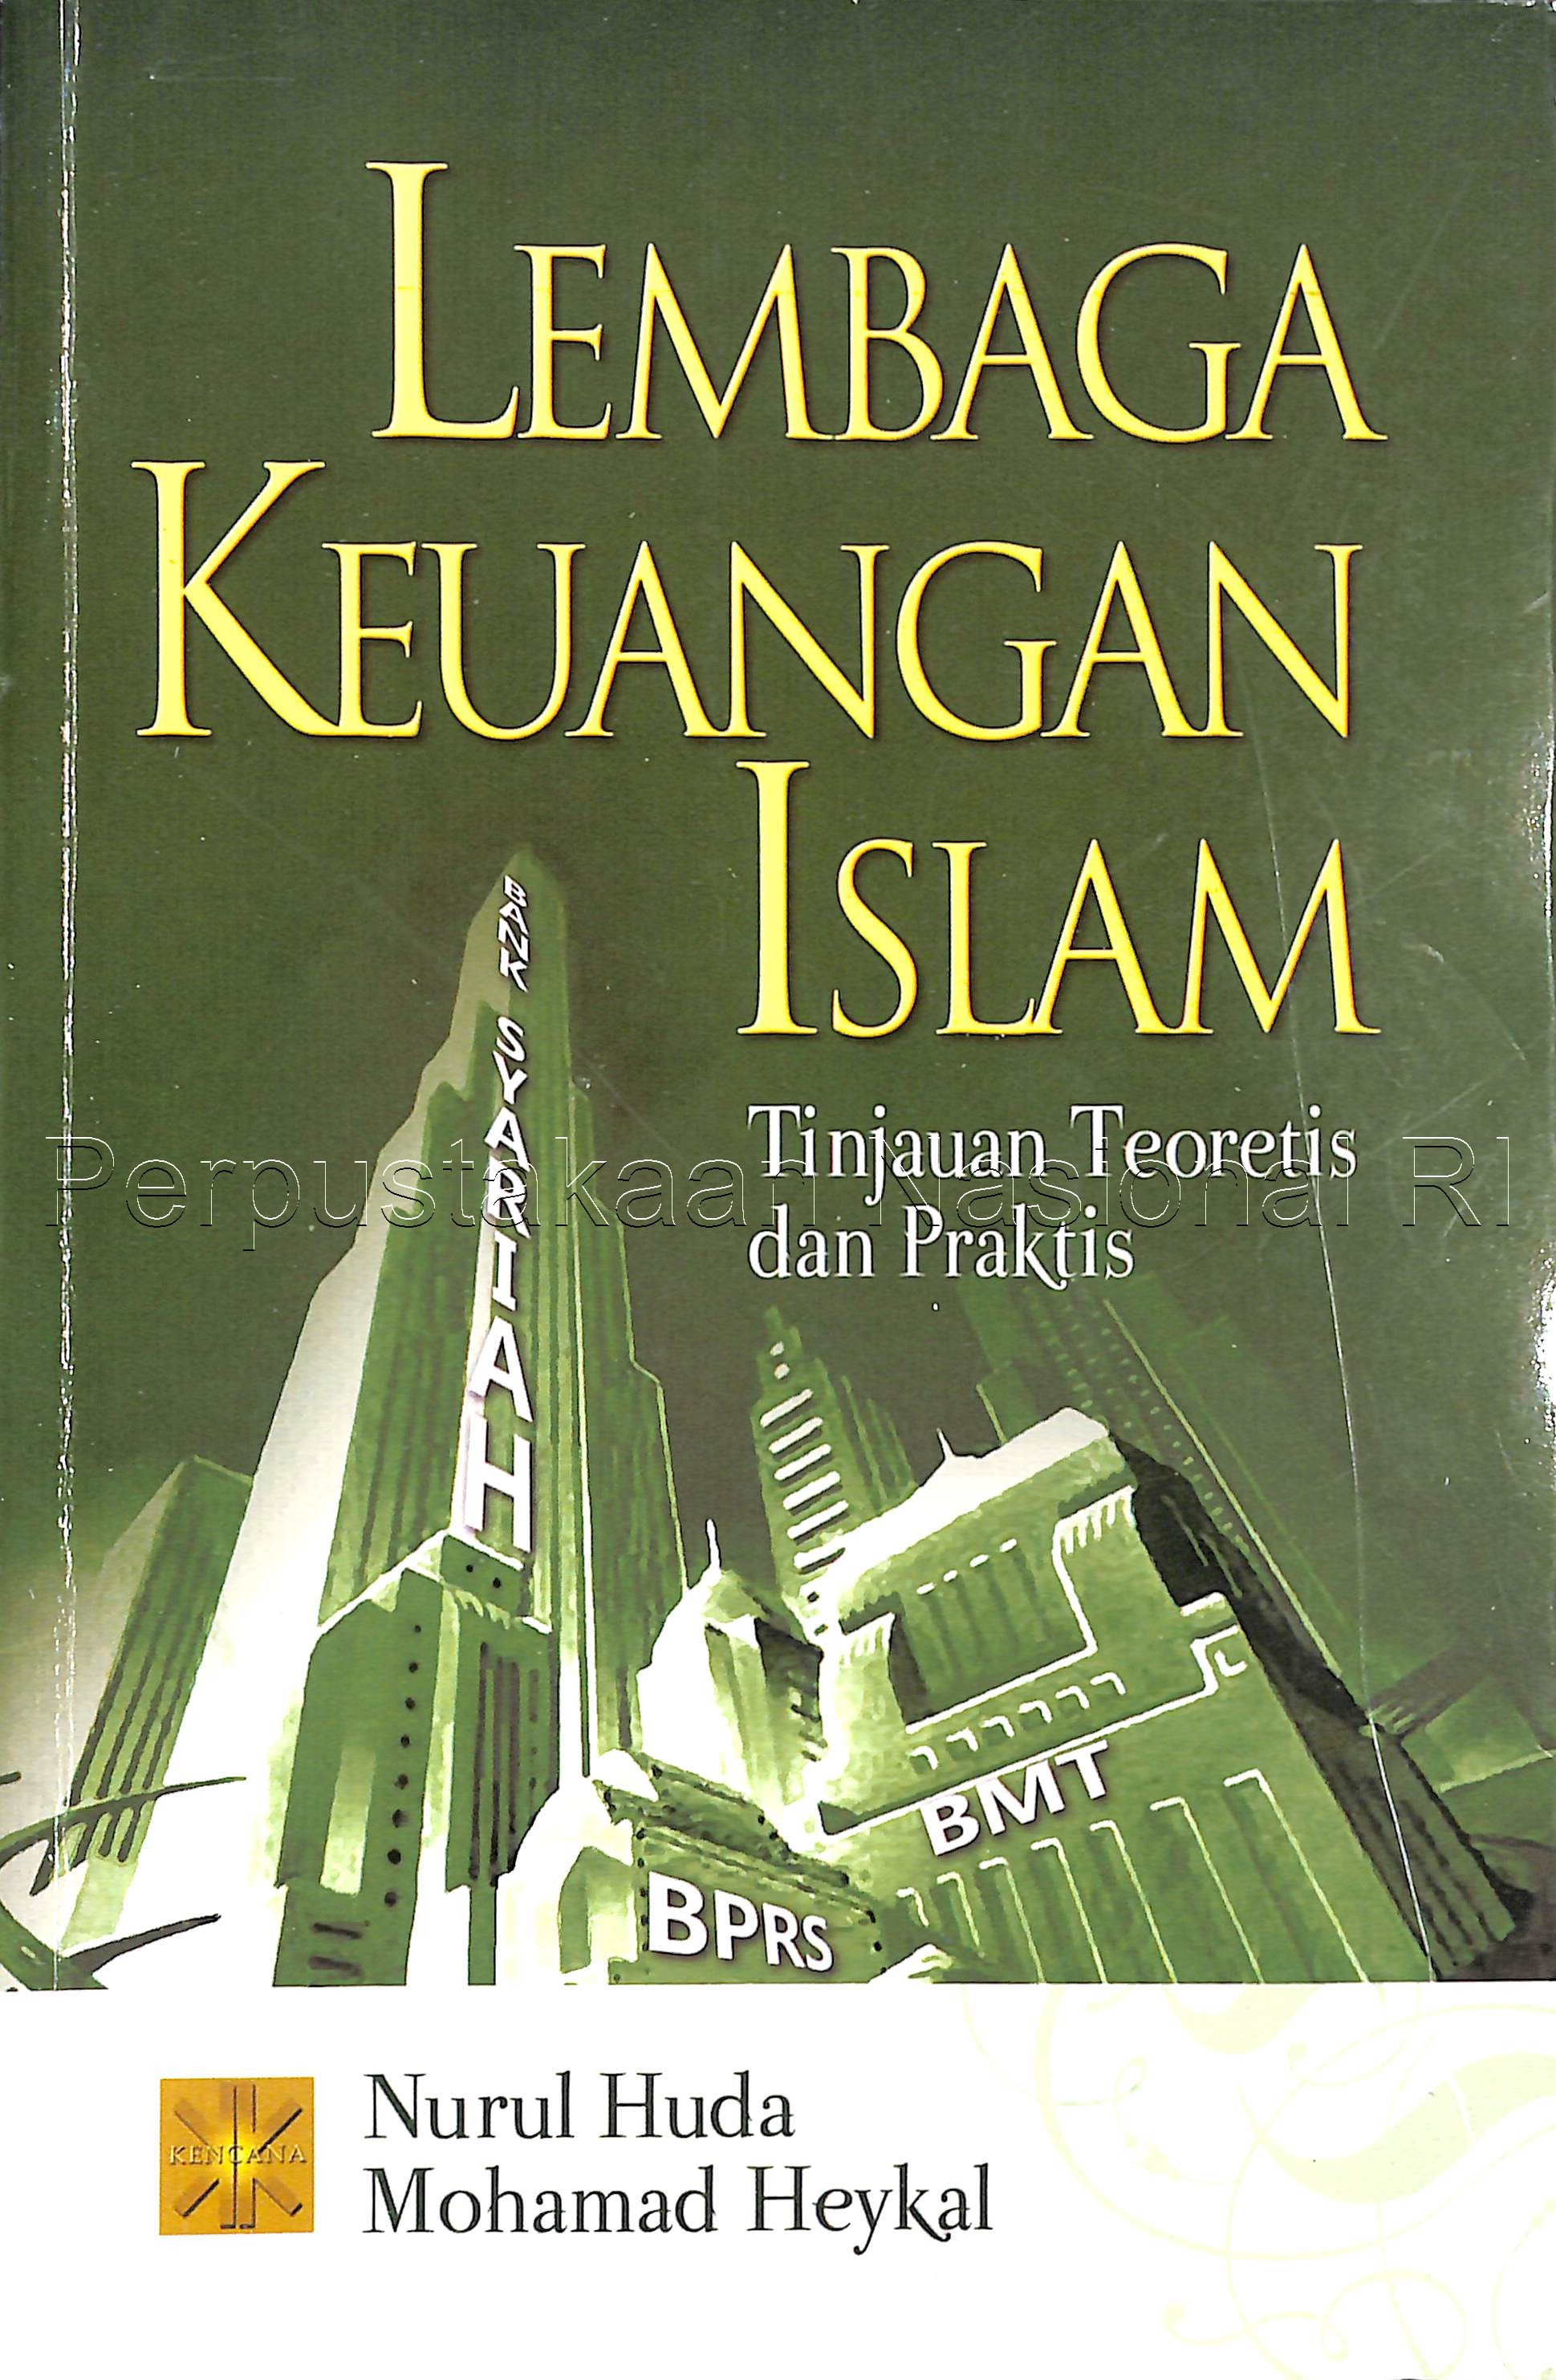 LEMBAGA
KEUANGAN
ISLAM
Tinjauan Teoretis
dan Praktis
Perpustakaan Nasional RI
BANK SYARIAH
BMT
BPRS
KENCANA
Nurul Huda
Mohamad Heykal